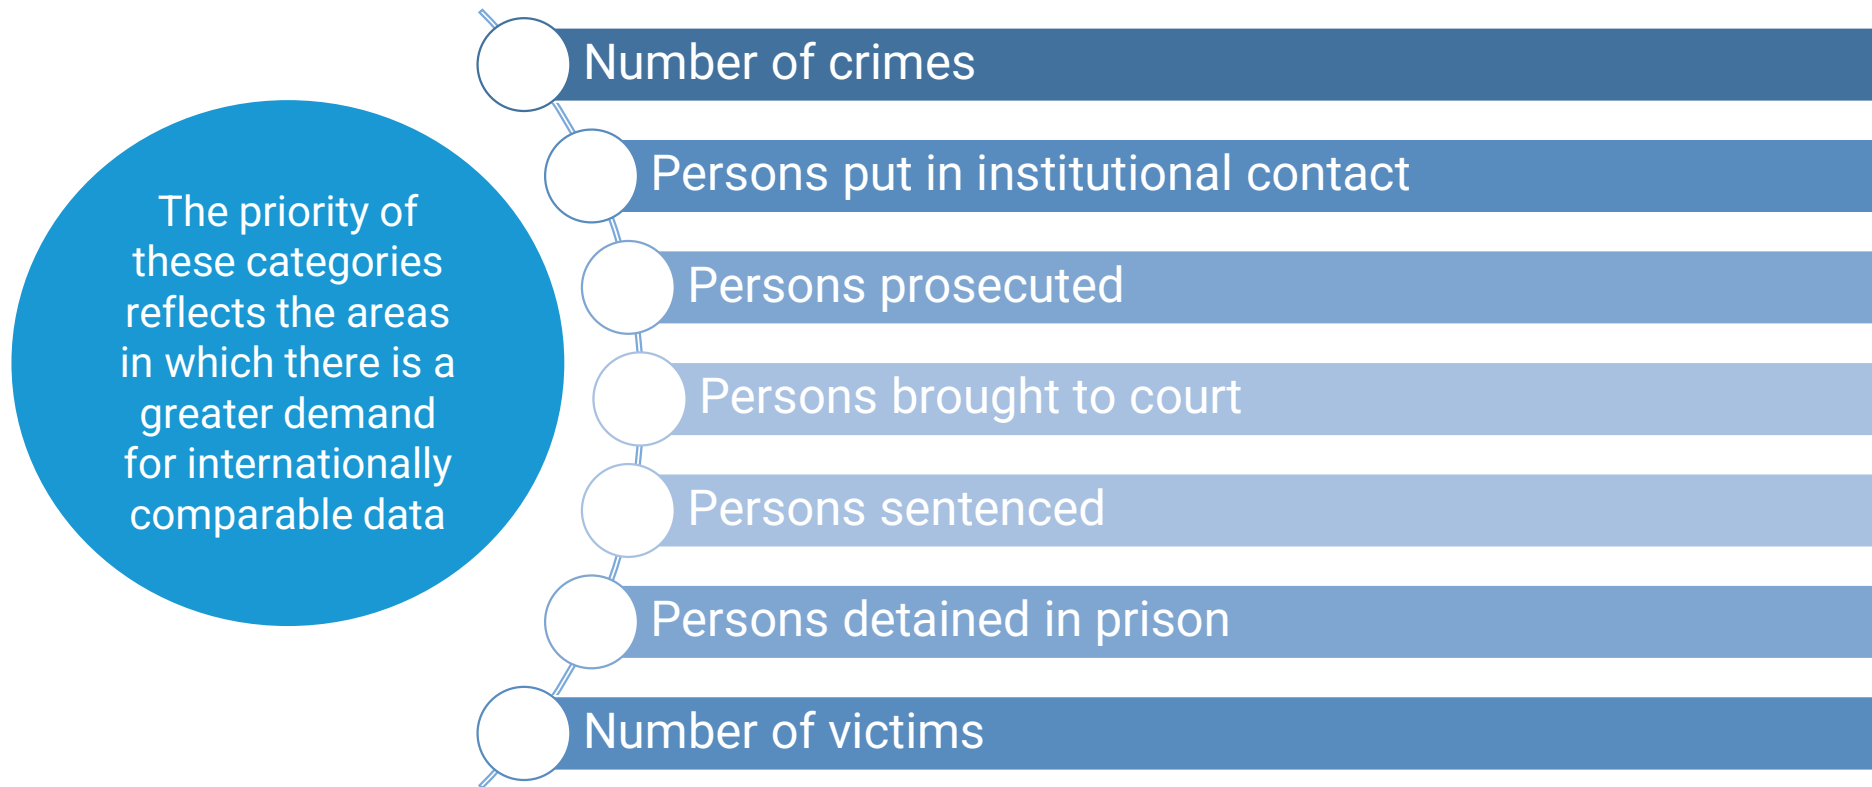 The priority of
these categories
reflects the areas
in which there is a
greater demand
for internationally
comparable data
Number of crimes
Persons put in institutional contact
Persons prosecuted
Persons brought to court
Persons sentenced
Persons detained in prison
Number of victims